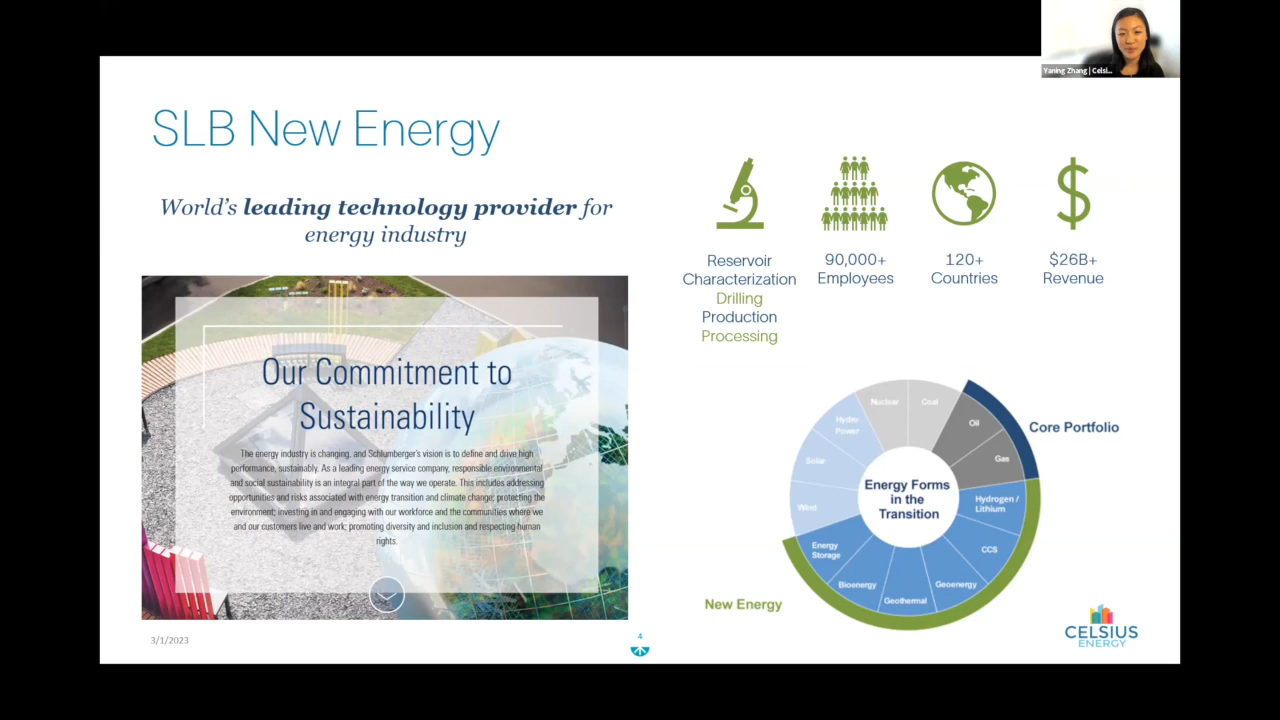 Yaning Zhang | Celsi...
SLB New Energy
World's leading technology provider for
energy industry
Reservoir
Characterization
Drilling
Production
Processing
90,000+
Employees
120+
Countries
$26B+
Revenue
Our Commitment to
Sustainability
The energy industry is changing, and Schlumberger's vision is to define and drive high
performance, sustainably. As a leading energy service company, responsible environmental
and social sustainability is an integral part of the way we operate. This includes addressing
opportunities and risks associated with energy transition and climate change; protecting the
environment; investing in and engaging with our workforce and the communities where we
and our customers live and work; promoting diversity and inclusion and respecting human
rights.
Nuclear
Coal
Hydro
Power
Oil
Core Portfolio
Solar
Gas
Energy Forms
in the
Transition
Wind
Hydrogen /
Lithium
Energy
Storage
CCS
Bioenergy
Geoenergy
Geothermal
New Energy
3/1/2023
4
CELSIUS
ENERGY